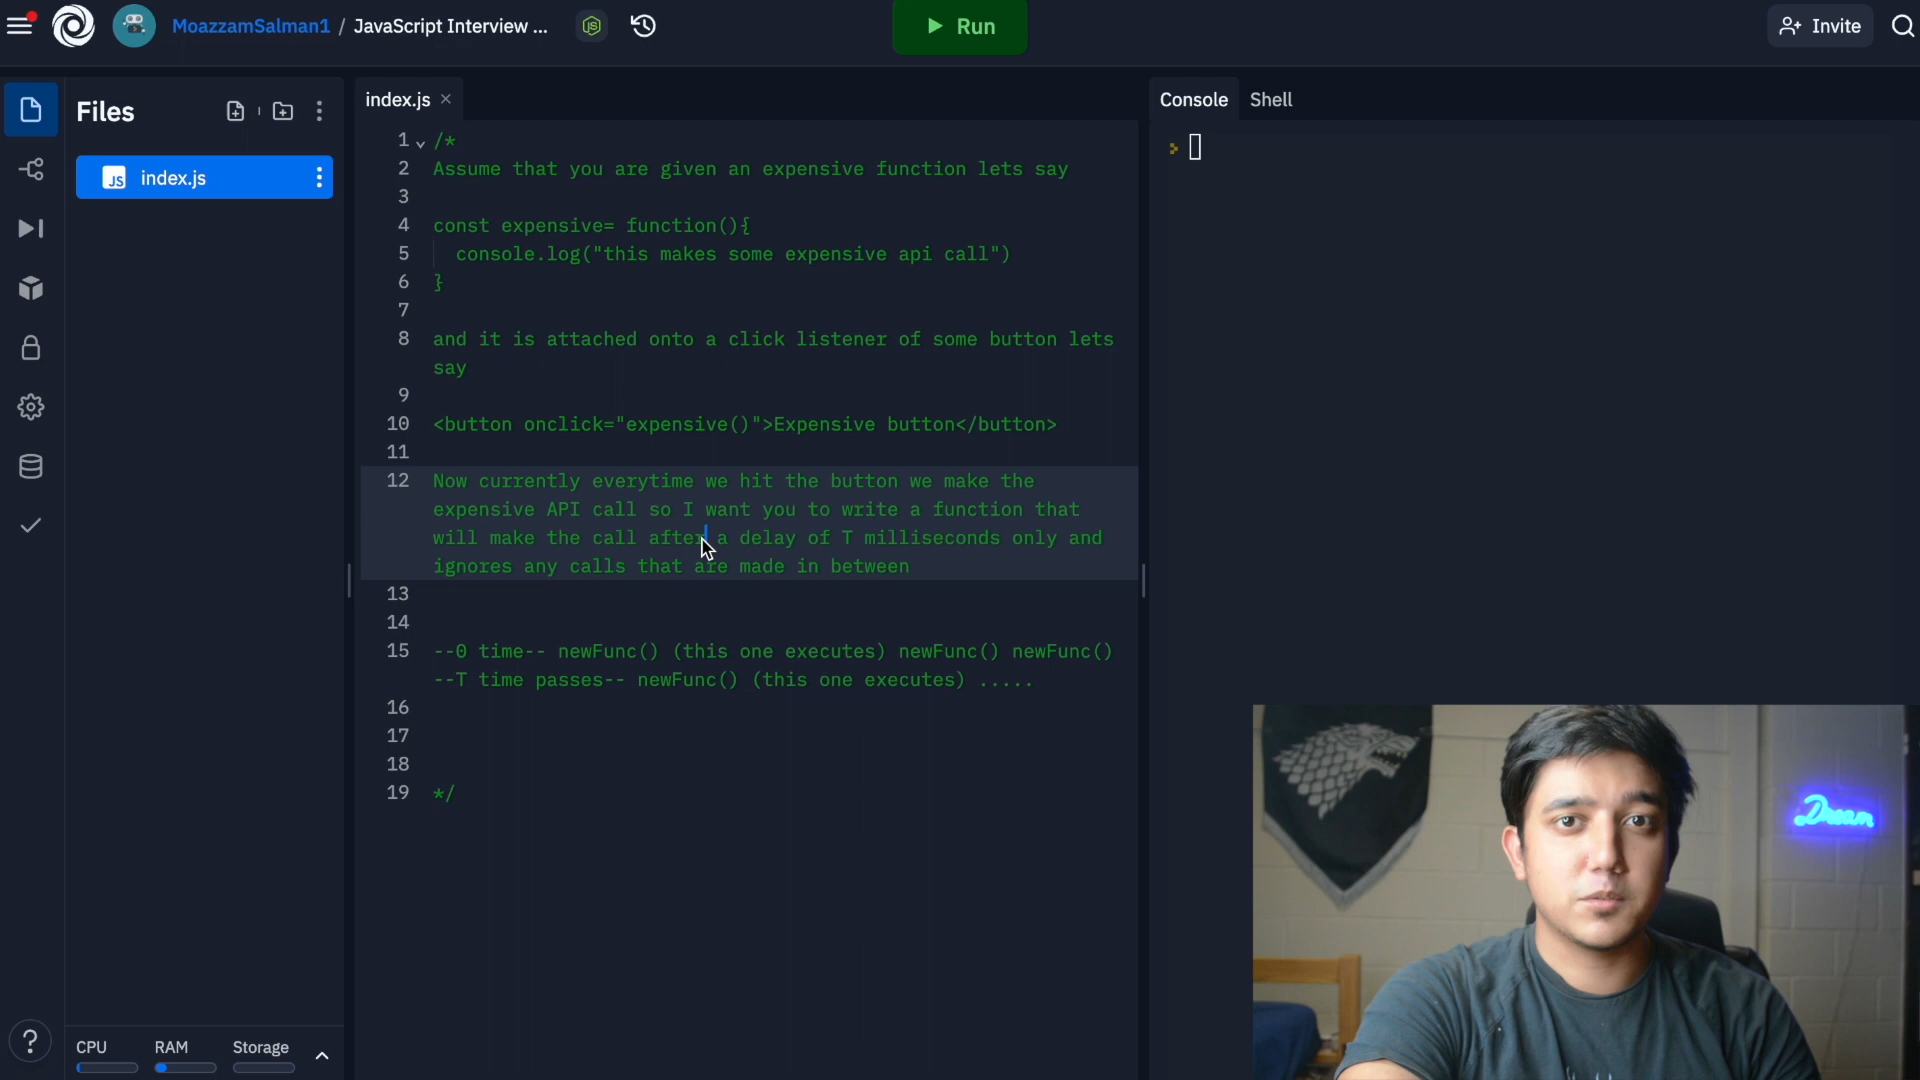 MoazzamSalman1 / JavaScript Interview ...
Run
Invite
Files
JS index.js
CPU
RAM
Storage
?
index.js ×
Console
Shell
1 /*
2 Assume that you are given an expensive function lets say
3
4 const expensive= function(){
5 console.log("this makes some expensive api call")
6 }
7
8 and it is attached onto a click listener of some button lets
say
9
10 <button onclick="expensive()">Expensive button</button>
11
12 Now currently everytime we hit the button we make the
expensive API call so I want you to write a function that
will make the call after a delay of T milliseconds only and
ignores any calls that are made in between
13
14
15 --0 time-- newFunc() (this one executes) newFunc() newFunc()
--T time passes-- newFunc() (this one executes) .....
16
17
18
19 */
Dream